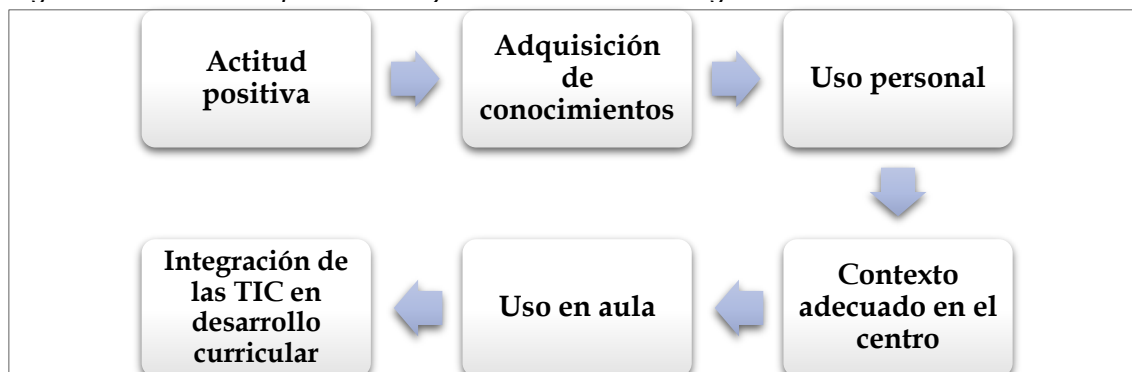 Actitud
positiva
Adquisición
de
conocimientos
Uso personal
Contexto
adecuado en el
centro
Uso en aula
Integración de
las TIC en
desarrollo
curricular